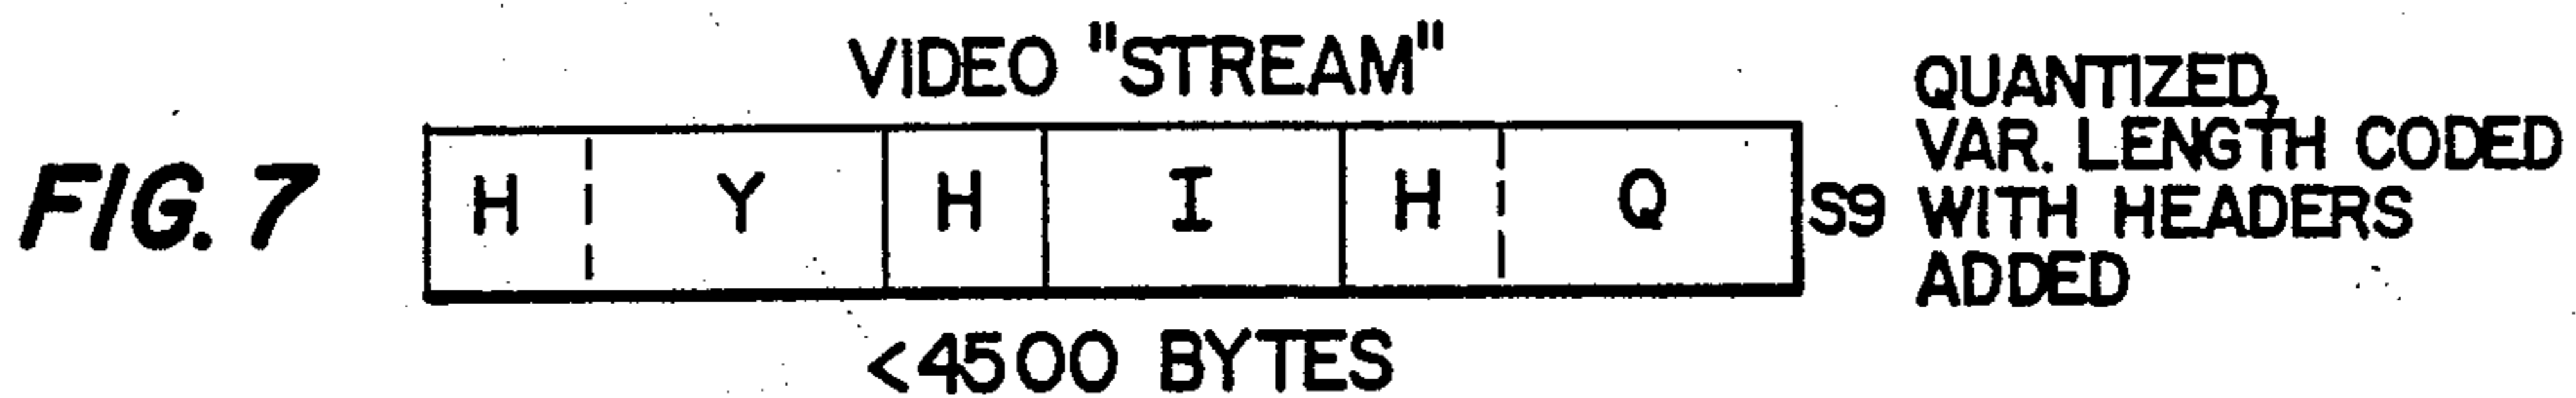 VIDEO "STREAM"
FIG. 7
H Y H I H Q
S9
QUANTIZED,
VAR. LENGTH CODED
WITH HEADERS
ADDED
<4500 BYTES